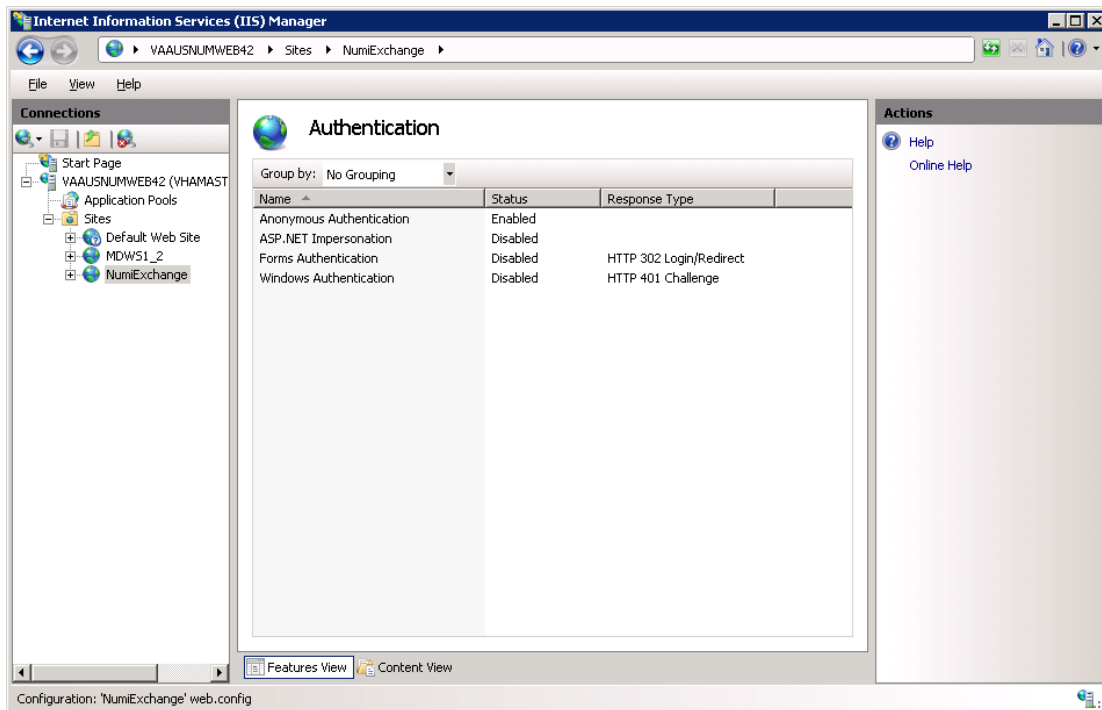 Internet Information Services (IIS) Manager
VAAUSNUMWEB42 Sites NumiExchange
File View Help
Connections
Start Page
VAAUSNUMWEB42 (VHAMAST
Application Pools
Sites
Default Web Site
MDWS1_2
NumiExchange
Authentication
Group by: No Grouping
Name Status Response Type
Anonymous Authentication Enabled
ASP.NET Impersonation Disabled
Forms Authentication Disabled HTTP 302 Login/Redirect
Windows Authentication Disabled HTTP 401 Challenge
Features View Content View
Actions
Help
Online Help
Configuration: 'NumiExchange' web.config